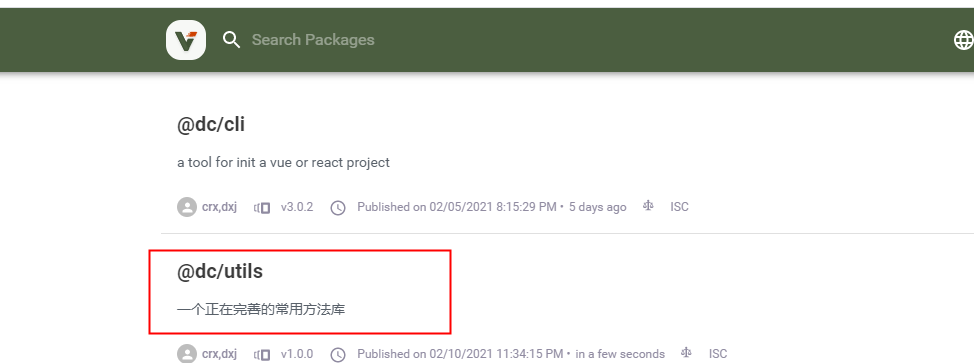 Search Packages
@dc/cli
a tool for init a vue or react project
crx,dxj v3.0.2 Published on 02/05/2021 8:15:29 PM • 5 days ago ISC
@dc/utils
一个正在完善的常用方法库
crx,dxj v1.0.0 Published on 02/10/2021 11:34:15 PM • in a few seconds ISC